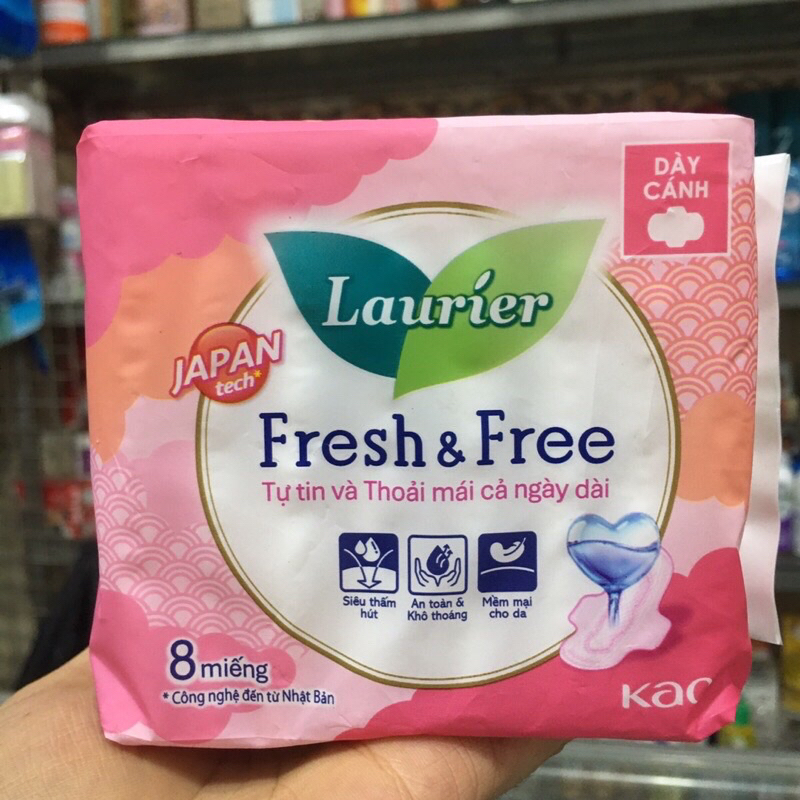 DÀY
CÁNH
Laurier
JAPAN
tech*
Fresh & Free
Tự tin và Thoải mái cả ngày dài
Siêu thấm
hút
An toàn &
Khô thoáng
Mềm mại
cho da
8 miếng
* Công nghệ đến từ Nhật Bản
Kao